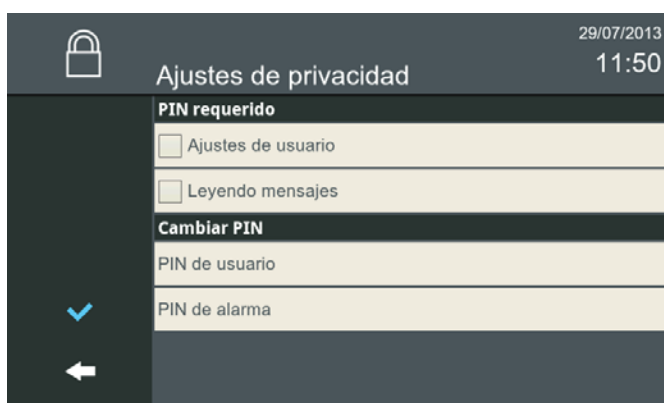 29/07/2013
11:50
Ajustes de privacidad
PIN requerido
Ajustes de usuario
Leyendo mensajes
Cambiar PIN
PIN de usuario
PIN de alarma